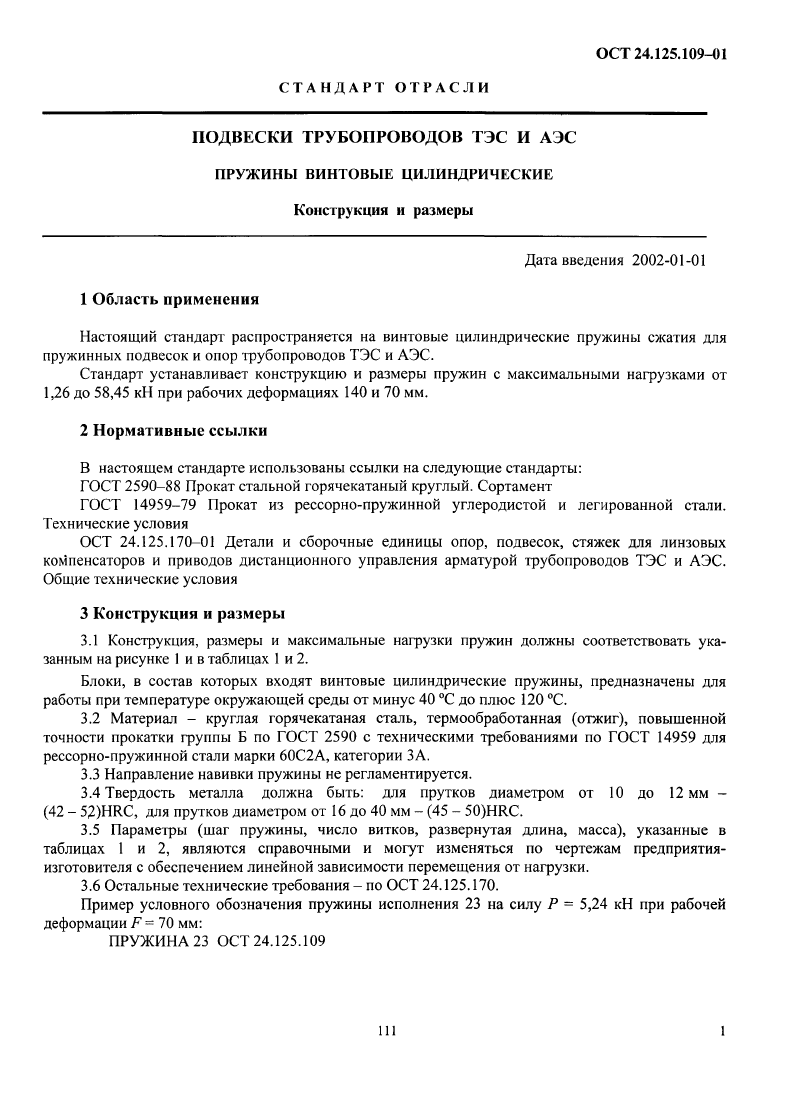 ОСТ 24.125.109–01
СТАНДАРТ ОТРАСЛИ
ПОДВЕСКИ ТРУБОПРОВОДОВ ТЭС И АЭС
ПРУЖИНЫ ВИНТОВЫЕ ЦИЛИНДРИЧЕСКИЕ
Конструкция и размеры
Дата введения 2002-01-01
1 Область применения
Настоящий стандарт распространяется на винтовые цилиндрические пружины сжатия для
пружинных подвесок и опор трубопроводов ТЭС и АЭС.
Стандарт устанавливает конструкцию и размеры пружин с максимальными нагрузками от
1,26 до 58,45 кН при рабочих деформациях 140 и 70 мм.
2 Нормативные ссылки
В настоящем стандарте использованы ссылки на следующие стандарты:
ГОСТ 2590–88 Прокат стальной горячекатаный круглый. Сортамент
ГОСТ 14959–79 Прокат из рессорно-пружинной углеродистой и легированной стали.
Технические условия
ОСТ 24.125.170–01 Детали и сборочные единицы опор, подвесок, стяжек для линзовых
компенсаторов и приводов дистанционного управления арматурой трубопроводов ТЭС и АЭС.
Общие технические условия
3 Конструкция и размеры
3.1 Конструкция, размеры и максимальные нагрузки пружин должны соответствовать ука-
занным на рисунке 1 и в таблицах 1 и 2.
Блоки, в состав которых входят винтовые цилиндрические пружины, предназначены для
работы при температуре окружающей среды от минус 40 °С до плюс 120 °С.
3.2 Материал – круглая горячекатаная сталь, термообработанная (отжиг), повышенной
точности прокатки группы Б по ГОСТ 2590 с техническими требованиями по ГОСТ 14959 для
рессорно-пружинной стали марки 60С2А, категории 3А.
3.3 Направление навивки пружины не регламентируется.
3.4 Твердость металла должна быть: для прутков диаметром от 10 до 12 мм –
(42 – 52)HRC, для прутков диаметром от 16 до 40 мм – (45 – 50)HRC.
3.5 Параметры (шаг пружины, число витков, развернутая длина, масса), указанные в
таблицах 1 и 2, являются справочными и могут изменяться по чертежам предприятия-
изготовителя с обеспечением линейной зависимости перемещения от нагрузки.
3.6 Остальные технические требования – по ОСТ 24.125.170.
Пример условного обозначения пружины исполнения 23 на силу P = 5,24 кН при рабочей
деформации F = 70 мм:
ПРУЖИНА 23 ОСТ 24.125.109
111
1